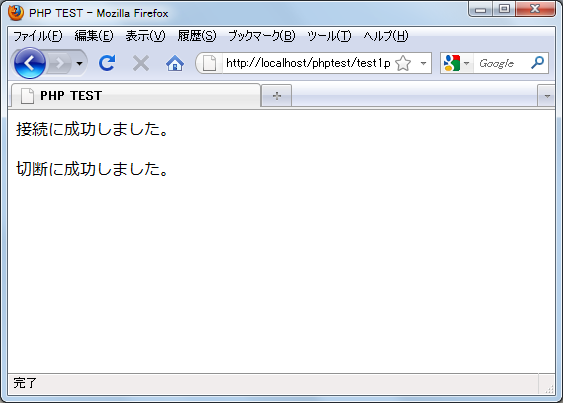 PHP TEST - Mozilla Firefox
ファイル(F) 編集(E) 表示(V) 履歴(S) ブックマーク(B) ツール(T) ヘルプ(H)
http://localhost/phptest/test1.p Google
PHP TEST
接続に成功しました。
切断に成功しました。
完了